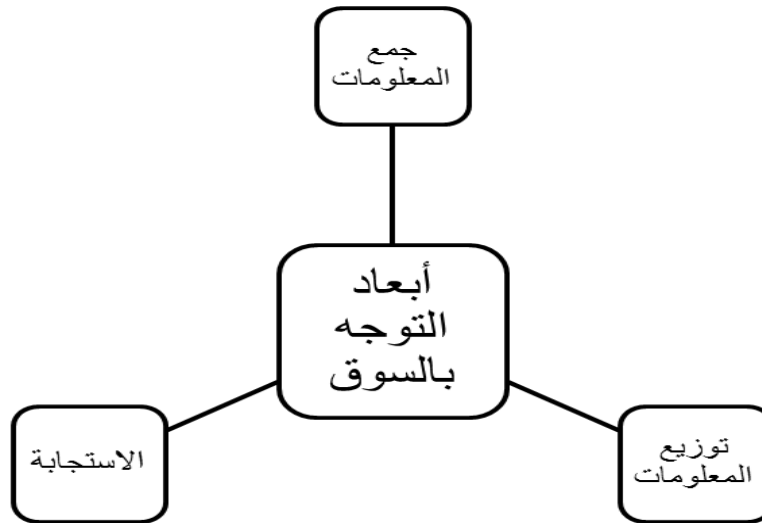 جمع
المعلومات
أبعاد
التوجه
بالسوق
توزيع
المعلومات
الاستجابة